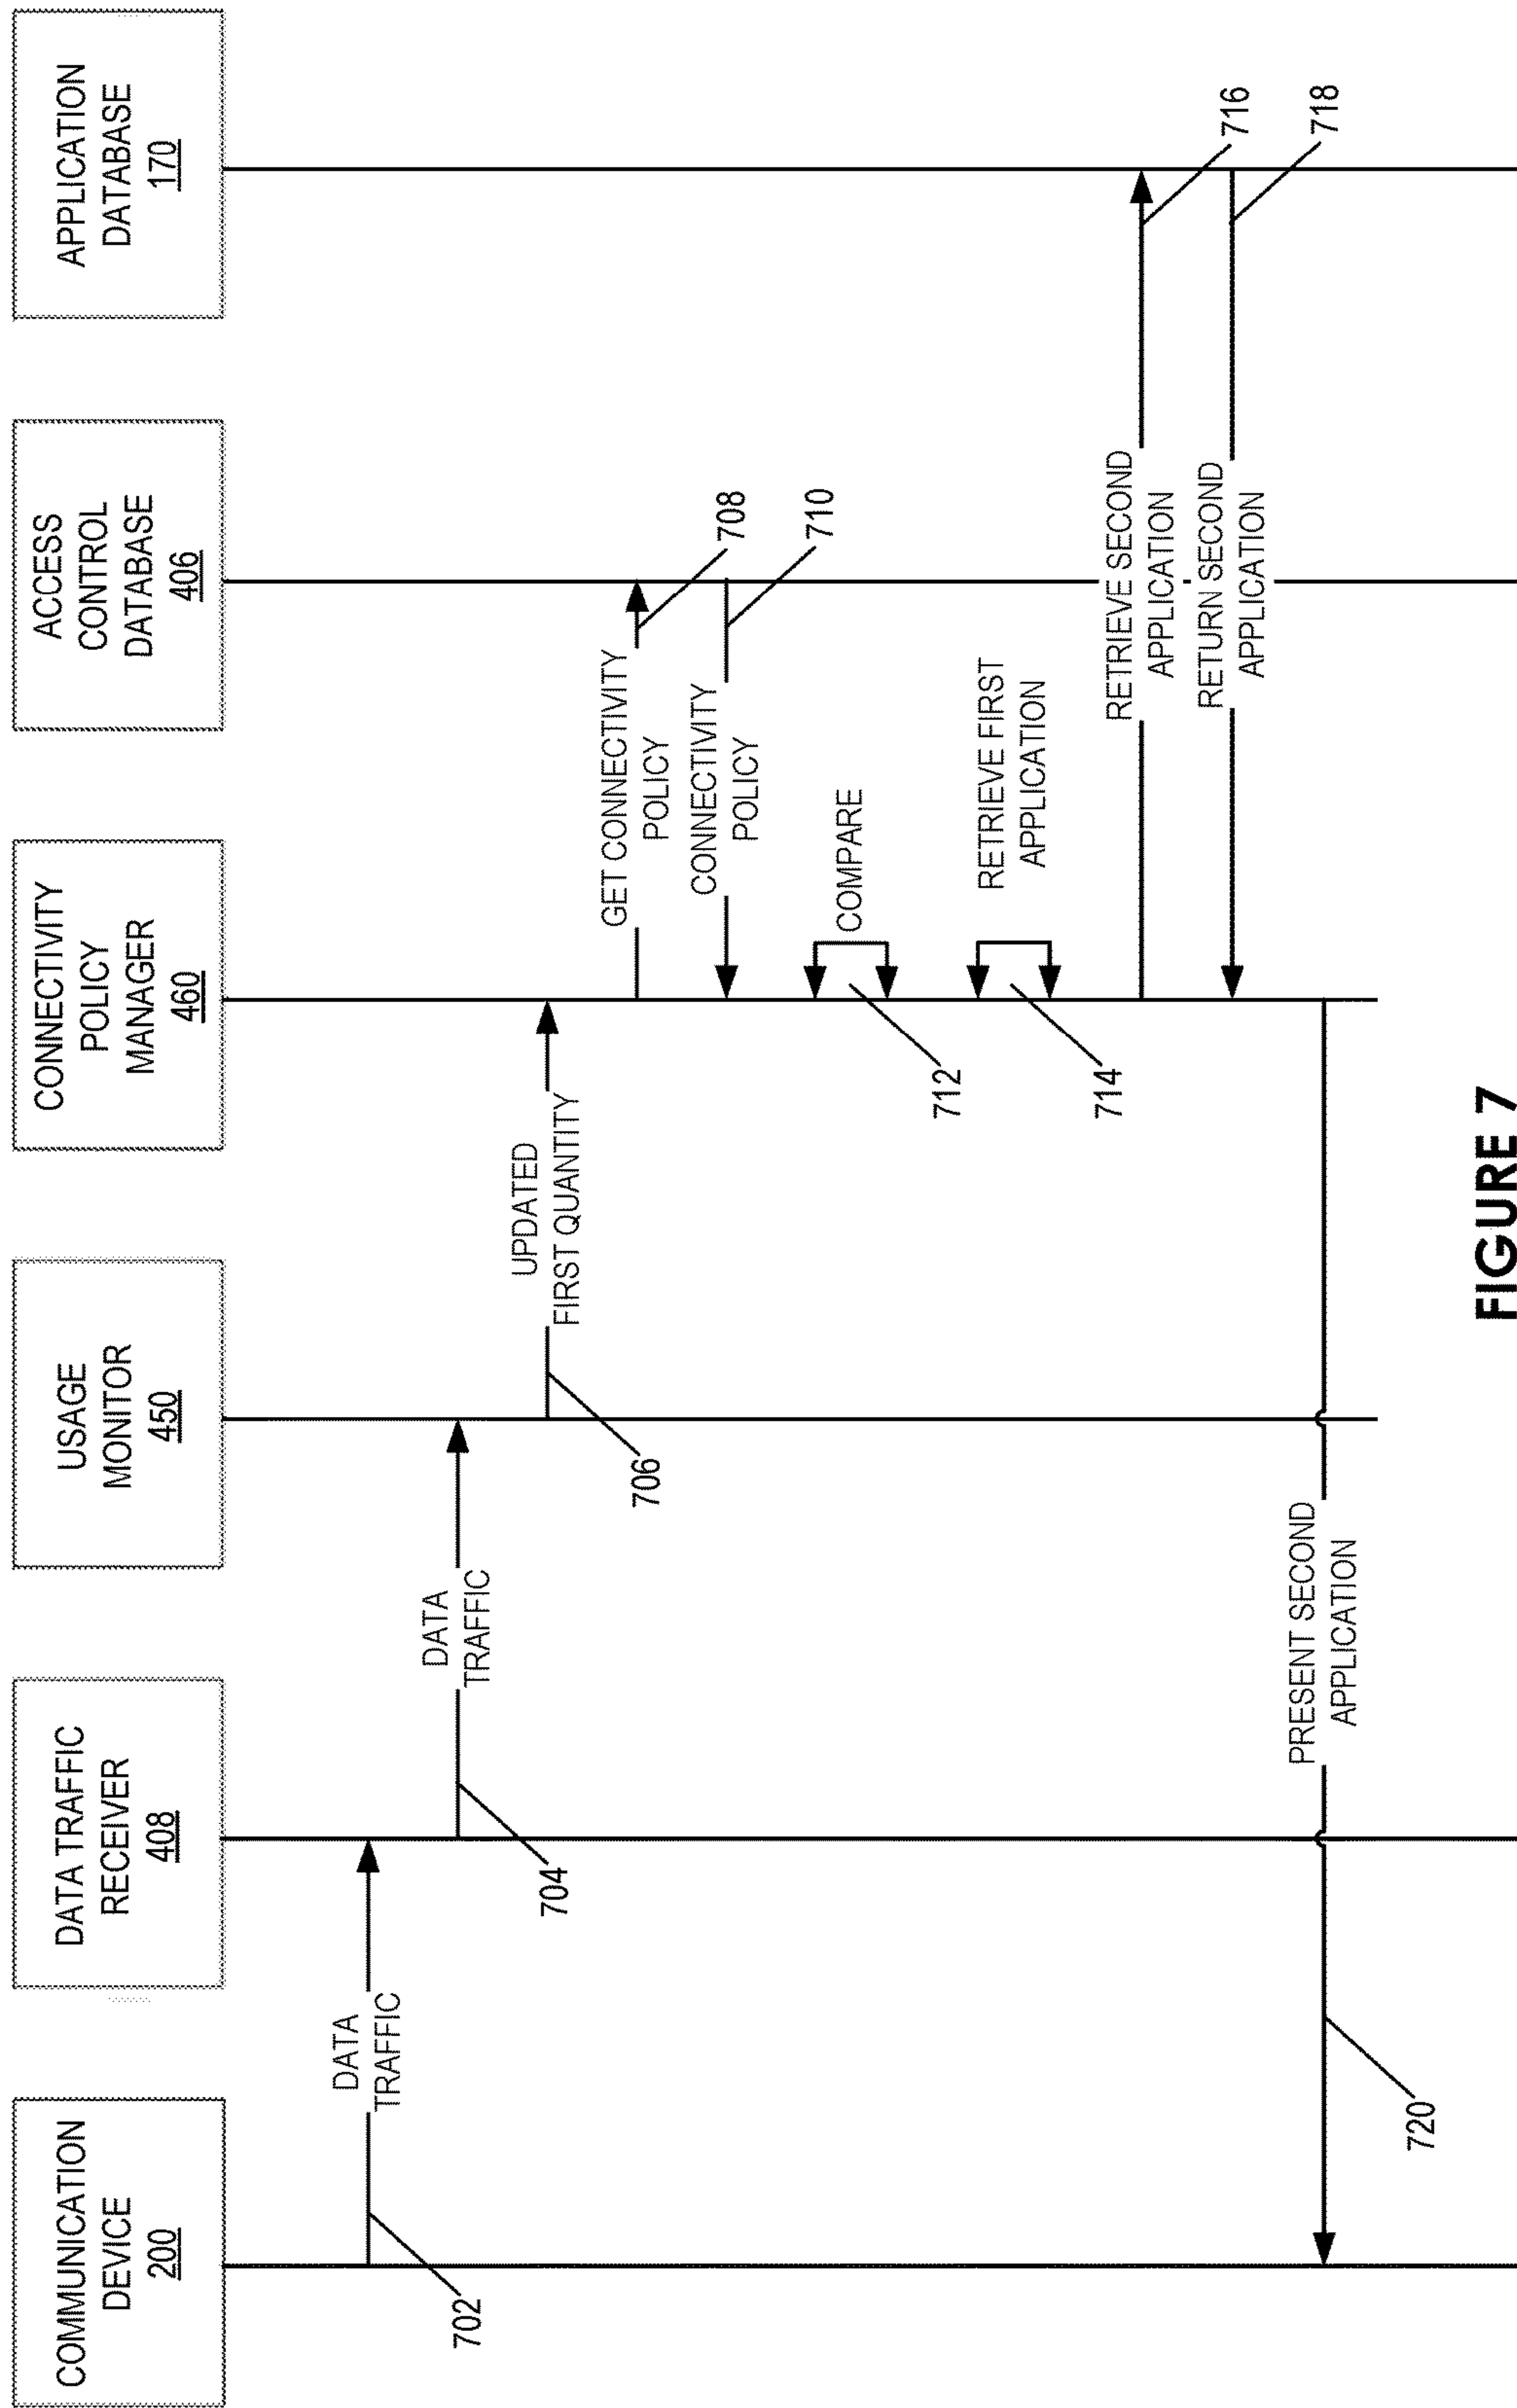 COMMUNICATION
DEVICE
200
DATA TRAFFIC
RECEIVER
408
USAGE
MONITOR
450
CONNECTIVITY
POLICY
MANAGER
460
ACCESS
CONTROL
DATABASE
406
APPLICATION
DATABASE
170
702
DATA
TRAFFIC
704
DATA
TRAFFIC
706
UPDATED
FIRST QUANTITY
GET CONNECTIVITY
POLICY
708
CONNECTIVITY
POLICY
710
712
COMPARE
714
RETRIEVE FIRST
APPLICATION
RETRIEVE SECOND
APPLICATION
716
RETURN SECOND
APPLICATION
718
720
PRESENT SECOND
APPLICATION
FIGURE 7